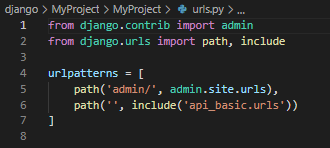 django > MyProject > MyProject > urls.py > ...
1 from django.contrib import admin
2 from django.urls import path, include
3
4 urlpatterns = [
5     path('admin/', admin.site.urls),
6     path('', include('api_basic.urls'))
7 ]
8